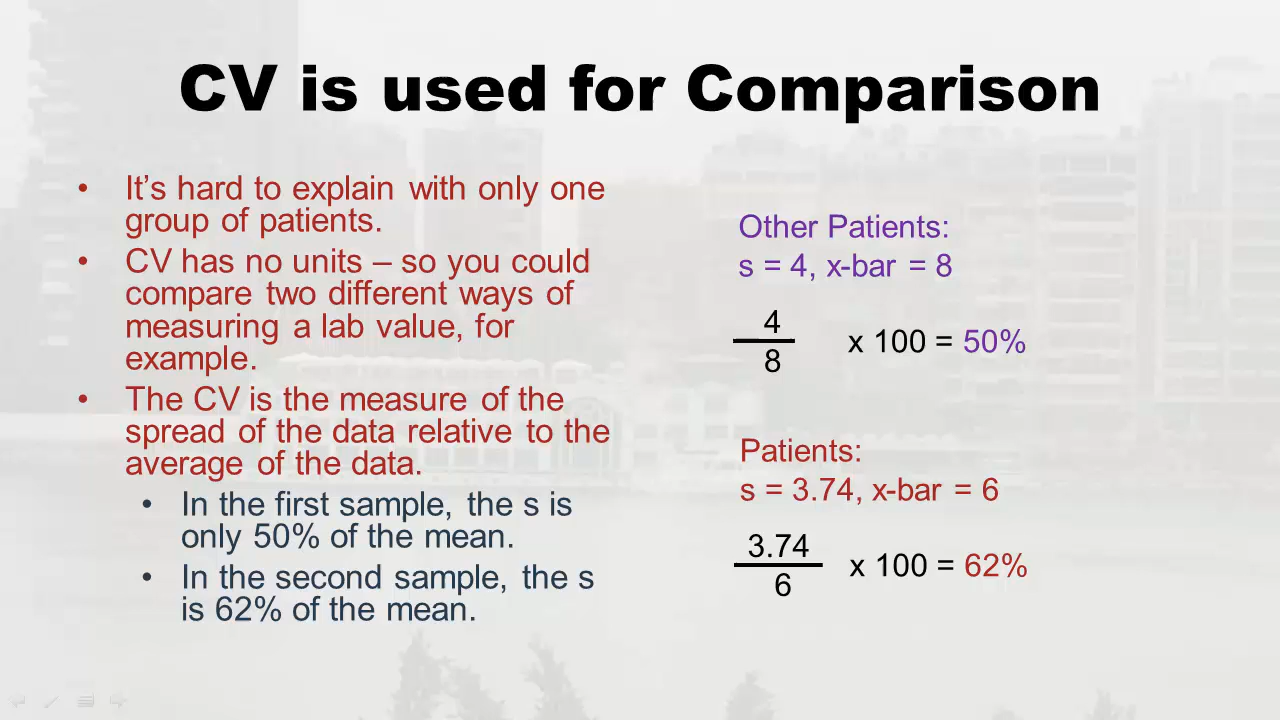 CV is used for Comparison
• It’s hard to explain with only one
group of patients.
• CV has no units – so you could
compare two different ways of
measuring a lab value, for
example.
• The CV is the measure of the
spread of the data relative to the
average of the data.
• In the first sample, the s is
only 50% of the mean.
• In the second sample, the s
is 62% of the mean.
Other Patients:
s = 4, x-bar = 8
4
8
x 100 = 50%
Patients:
s = 3.74, x-bar = 6
3.74
6
x 100 = 62%